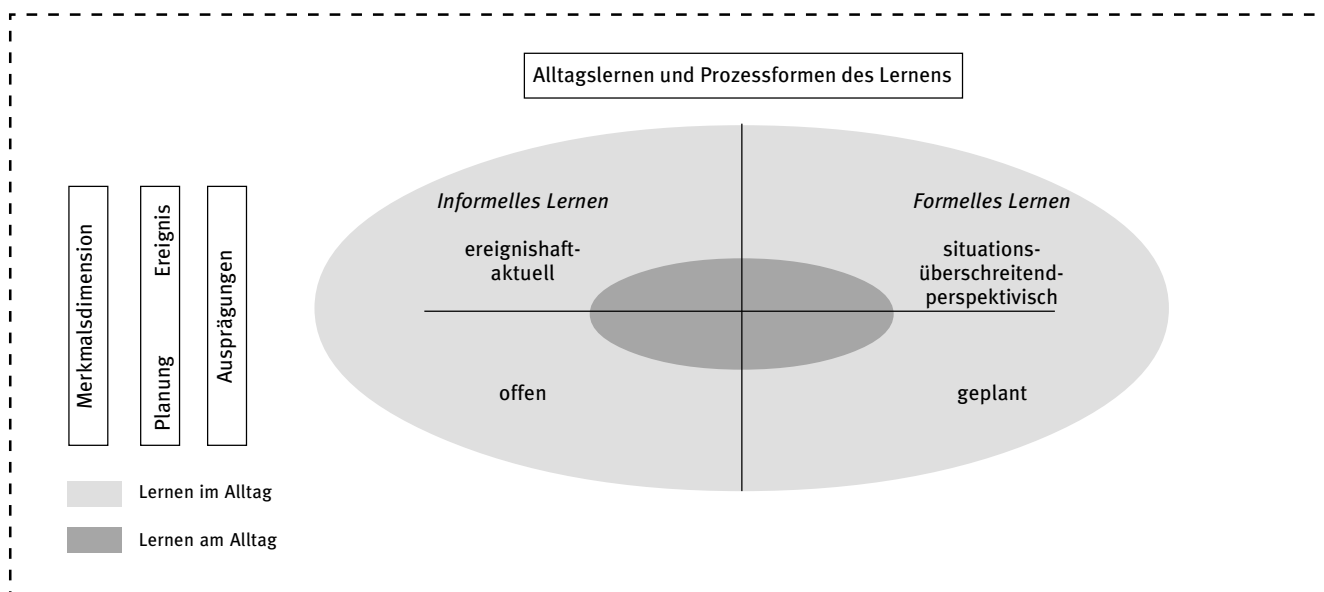 Alltagslernen und Prozessformen des Lernens
Merkmalsdimension
Planung Ereignis
Ausprägungen
Informelles Lernen
ereignishaft-
aktuell
Formelles Lernen
situations-
überschreitend-
perspektivisch
offen
geplant
Lernen im Alltag
Lernen am Alltag